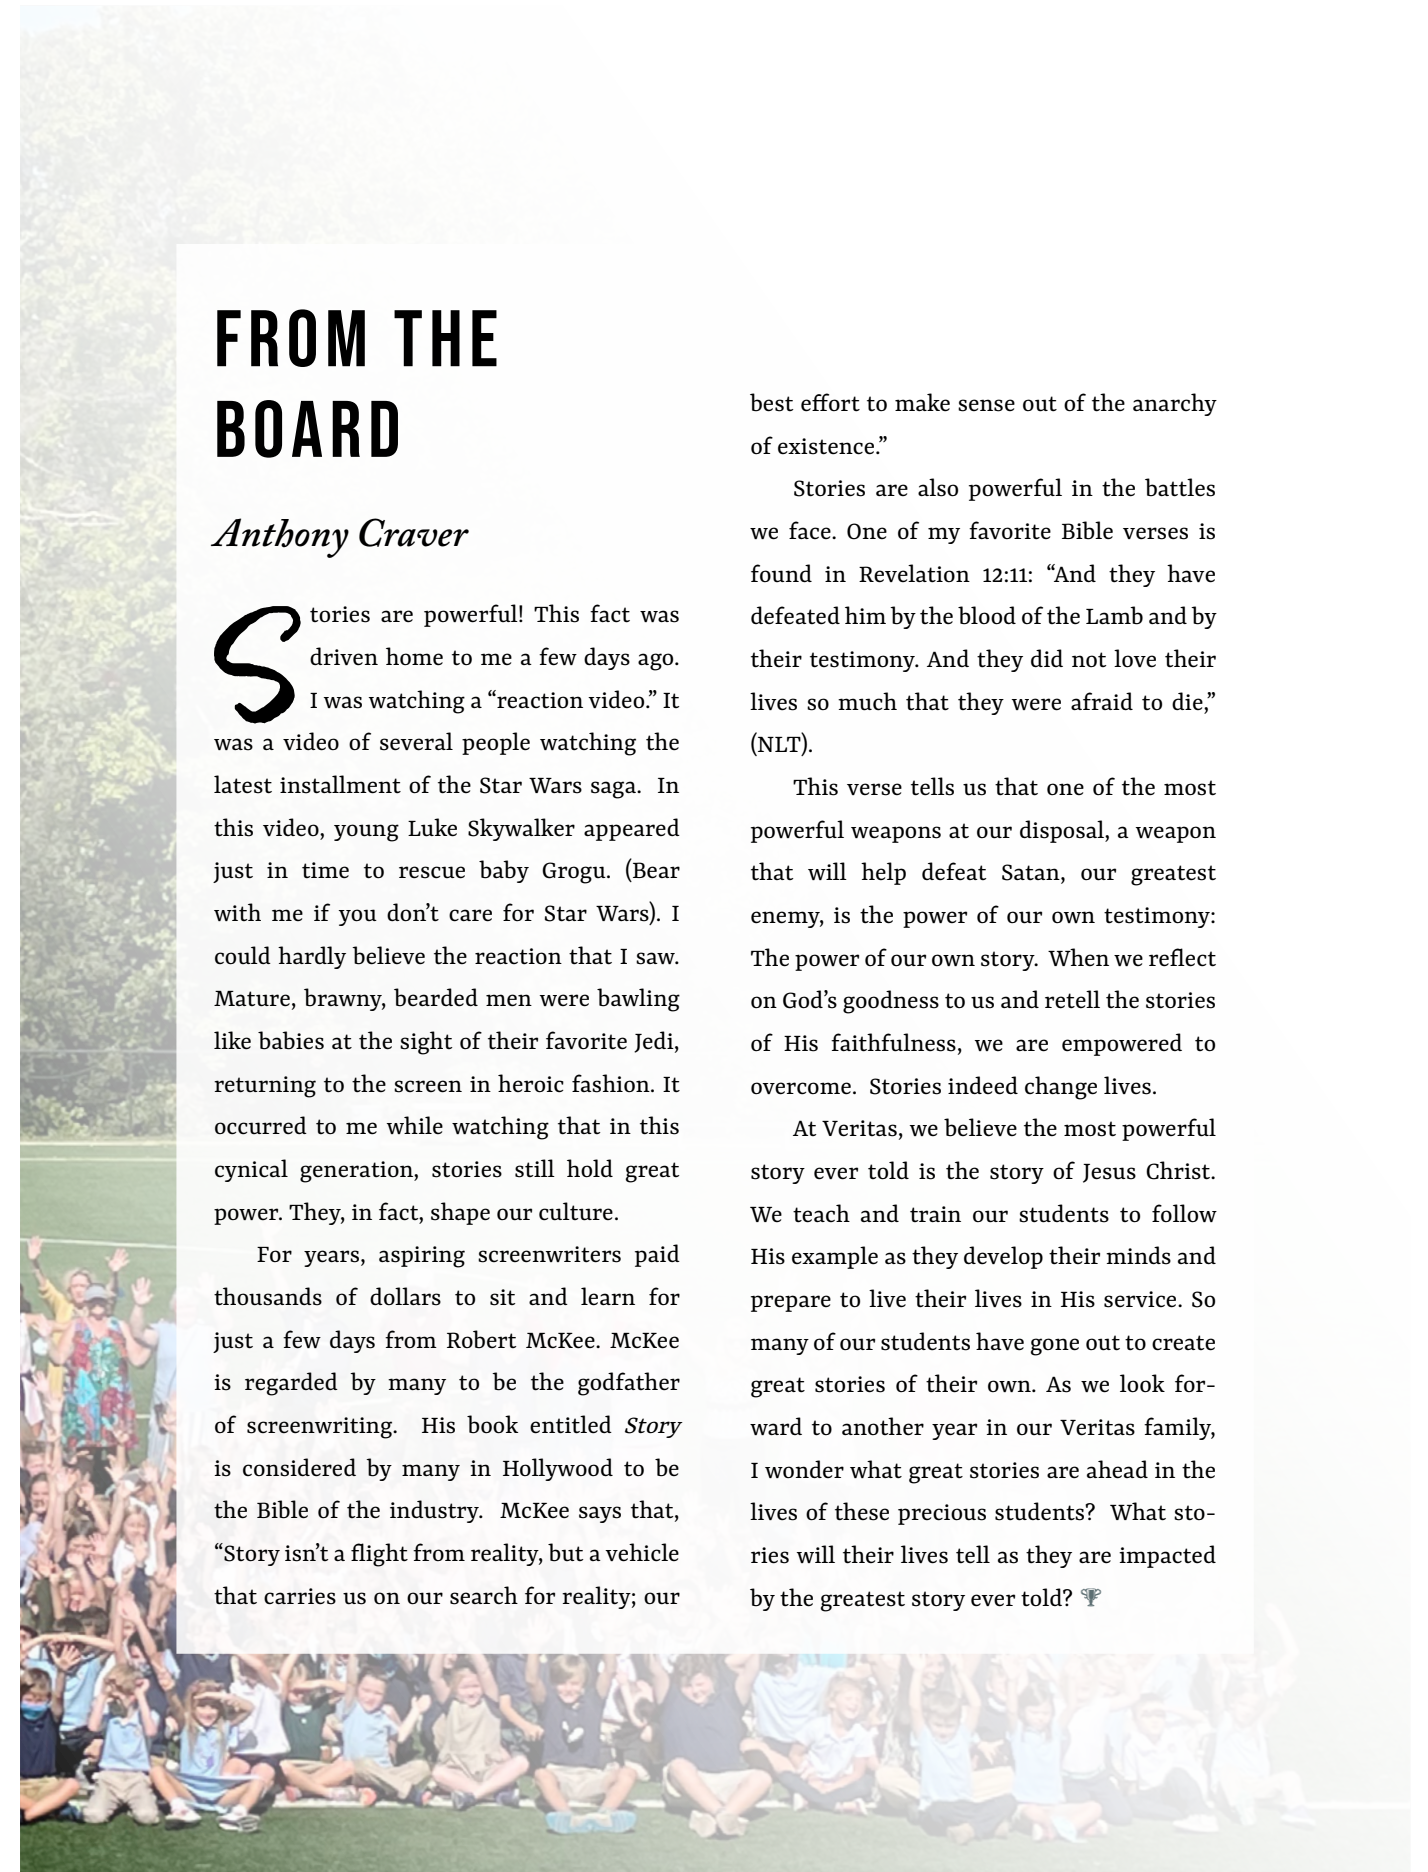 FROM THE
BOARD
Anthony Craver
Stories are powerful! This fact was
driven home to me a few days ago.
I was watching a “reaction video.” It
was a video of several people watching the
latest installment of the Star Wars saga.  In
this video, young Luke Skywalker appeared
just in time to rescue baby Grogu. (Bear
with me if you don’t care for Star Wars). I
could hardly believe the reaction that I saw.
Mature, brawny, bearded men were bawling
like babies at the sight of their favorite Jedi,
returning to the screen in heroic fashion. It
occurred to me while watching that in this
cynical generation, stories still hold great
power. They, in fact, shape our culture.
For years, aspiring screenwriters paid
thousands of dollars to sit and learn for
just a few days from Robert McKee. McKee
is regarded by many to be the godfather
of screenwriting.  His book entitled Story
is considered by many in Hollywood to be
the Bible of the industry.  McKee says that,
“Story isn’t a flight from reality, but a vehicle
that carries us on our search for reality; our
best effort to make sense out of the anarchy
of existence.”
Stories are also powerful in the battles
we face. One of my favorite Bible verses is
found in Revelation 12:11: “And they have
defeated him by the blood of the Lamb and by
their testimony. And they did not love their
lives so much that they were afraid to die,”
(NLT).
This verse tells us that one of the most
powerful weapons at our disposal, a weapon
that will help defeat Satan, our greatest
enemy, is the power of our own testimony:
The power of our own story.  When we reflect
on God’s goodness to us and retell the stories
of His faithfulness, we are empowered to
overcome.  Stories indeed change lives.
At Veritas, we believe the most powerful
story ever told is the story of Jesus Christ.
We teach and train our students to follow
His example as they develop their minds and
prepare to live their lives in His service. So
many of our students have gone out to create
great stories of their own. As we look for-
ward to another year in our Veritas family,
I wonder what great stories are ahead in the
lives of these precious students?  What sto-
ries will their lives tell as they are impacted
by the greatest story ever told?